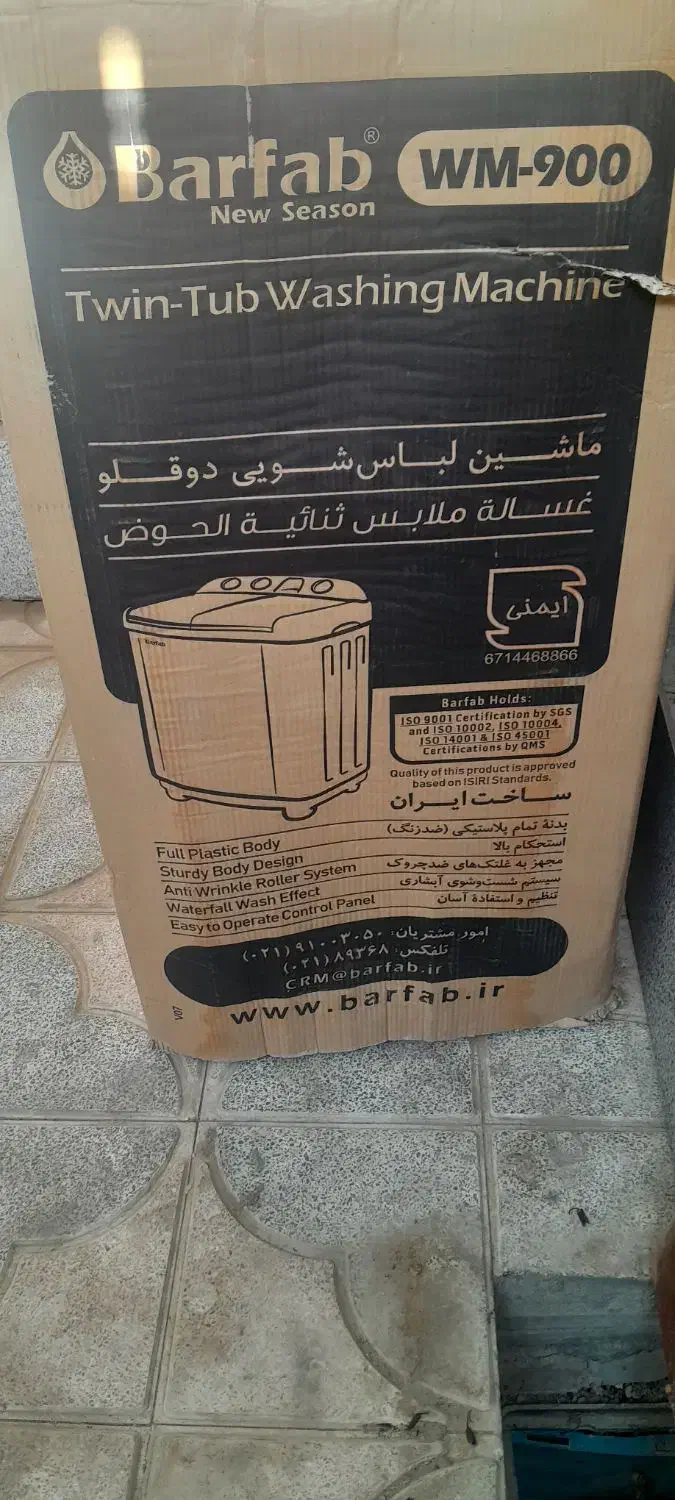 Barfab® WM-900
New Season
Twin-Tub Washing Machine
ماشین لباس‌شویی دوقلو
غسالة ملابس ثنائیة الحوض
ایمنی
6714468866
Barfab
Barfab Holds:
ISO 9001 Certification by SGS
and ISO 10002, ISO 10004,
ISO 14001 & ISO 45001
Certifications by QMS
Quality of this product is approved
based on ISIRI Standards.
ساخت ایران
Full Plastic Body بدنهٔ تمام پلاستیکی (ضدزنگ)
Sturdy Body Design استحکام بالا
Anti Wrinkle Roller System مجهز به غلتک‌های ضدچروک
Waterfall Wash Effect سیستم شست‌وشوی آبشاری
Easy to Operate Control Panel تنظیم و استفادهٔ آسان
امور مشتریان: ۹۱۰۰۳۰۵۰ (۰۲۱)
تلفکس: ۸۹۳۶۸ (۰۲۱)
CRM@barfab.ir
www.barfab.ir
V07